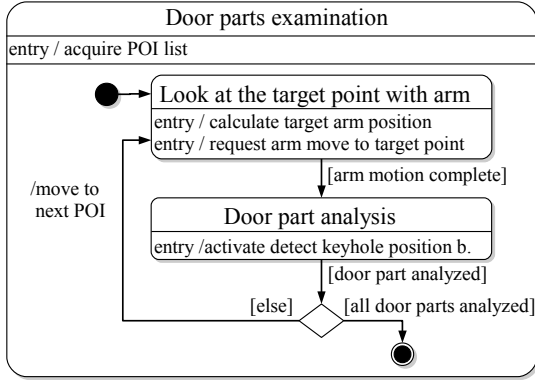 Door parts examination
entry / acquire POI list
Look at the target point with arm
entry / calculate target arm position
entry / request arm move to target point
[arm motion complete]
/move to
next POI
Door part analysis
entry /activate detect keyhole position b.
[door part analyzed]
[else]
[all door parts analyzed]